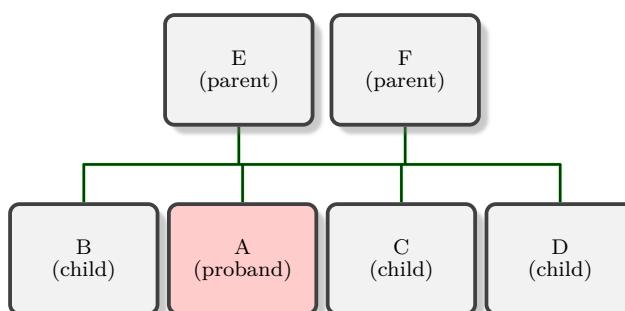 E
(parent)
F
(parent)
B
(child)
A
(proband)
C
(child)
D
(child)